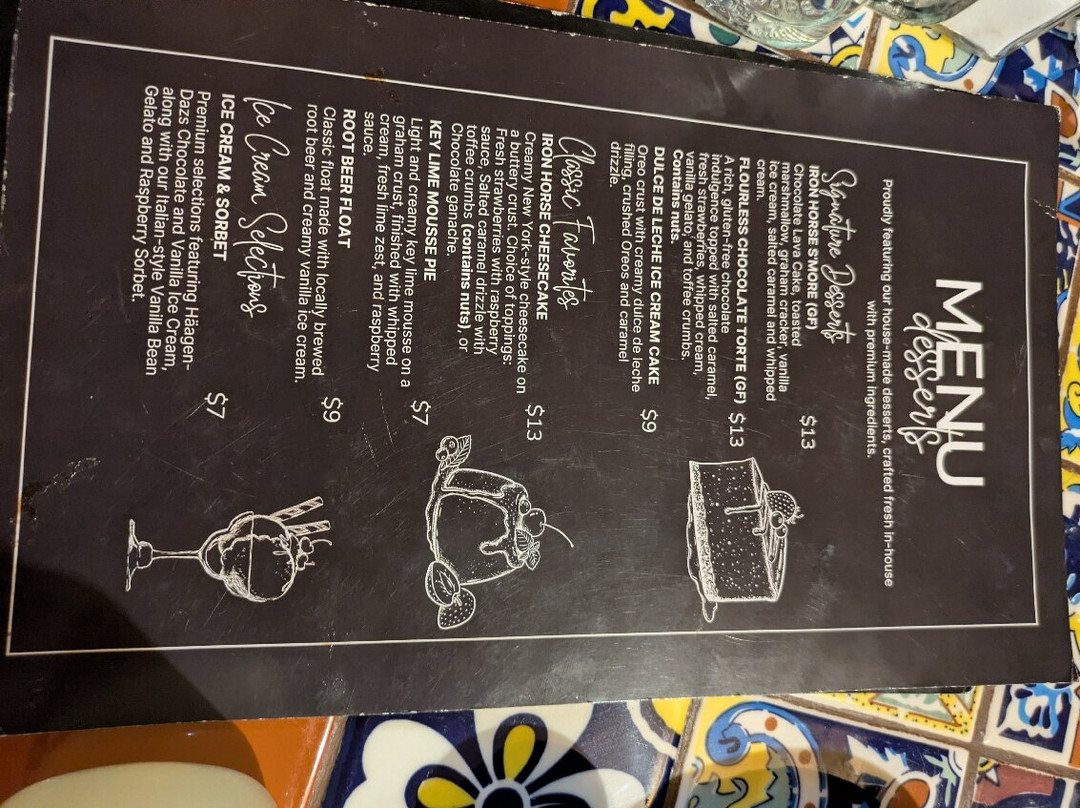 MENU
desserts
Proudly featuring our house-made desserts, crafted fresh in-house
with premium ingredients.
Signature Desserts
IRON HORSE S'MORE (GF) $13
Chocolate Lava Cake, toasted
marshmallow, graham cracker, vanilla
ice cream, salted caramel and whipped
cream.
FLOURLESS CHOCOLATE TORTE (GF) $13
A rich, gluten-free chocolate
indulgence topped with salted caramel,
fresh strawberries, whipped cream,
vanilla gelato, and toffee crumbs.
Contains nuts.
DULCE DE LECHE ICE CREAM CAKE $9
Oreo crust with creamy dulce de leche
filling, crushed Oreos and caramel
drizzle.
Classic Favorites
IRON HORSE CHEESECAKE $13
Creamy New York-style cheesecake on
a buttery crust. Choice of toppings:
Fresh strawberries with raspberry
sauce, Salted caramel drizzle with
toffee crumbs (contains nuts), or
Chocolate ganache.
KEY LIME MOUSSE PIE $7
Light and creamy key lime mousse on a
graham crust, finished with whipped
cream, fresh lime zest, and raspberry
sauce.
ROOT BEER FLOAT $9
Classic float made with locally brewed
root beer and creamy vanilla ice cream.
Ice Cream Selections
ICE CREAM & SORBET $7
Premium selections featuring Häagen-
Dazs Chocolate and Vanilla Ice Cream,
along with our Italian-style Vanilla Bean
Gelato and Raspberry Sorbet.